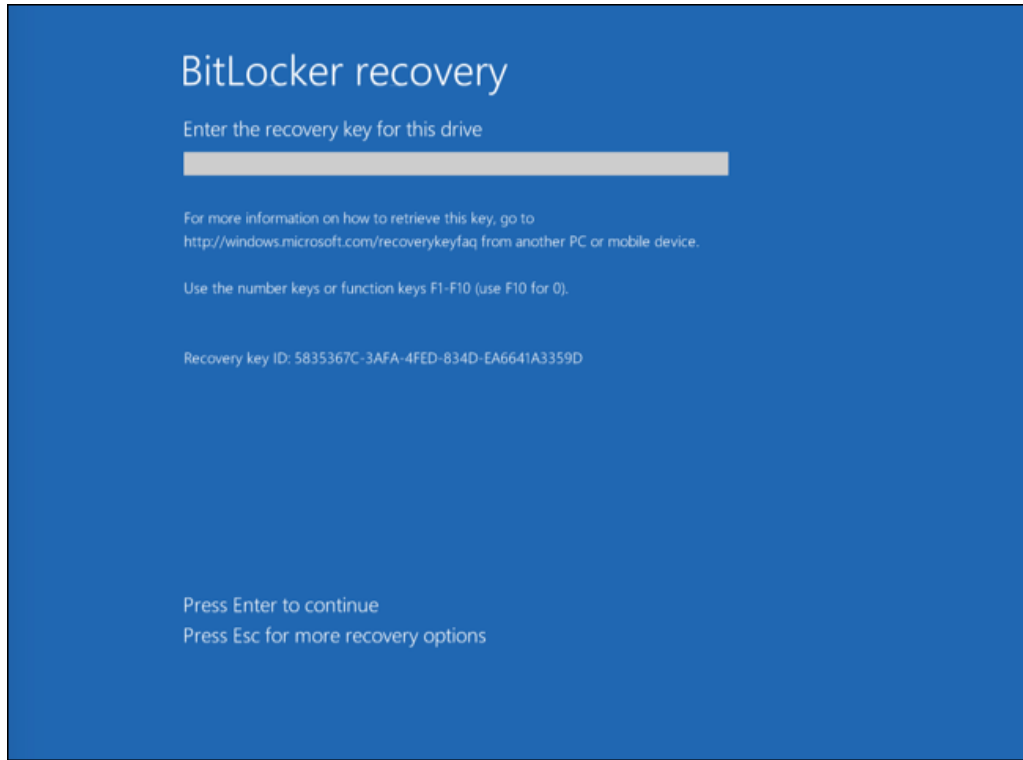 BitLocker recovery
Enter the recovery key for this drive
For more information on how to retrieve this key, go to
http://windows.microsoft.com/recoverykeyfaq from another PC or mobile device.
Use the number keys or function keys F1-F10 (use F10 for 0).
Recovery key ID: 5835367C-3AFA-4FED-834D-EA6641A3359D
Press Enter to continue
Press Esc for more recovery options